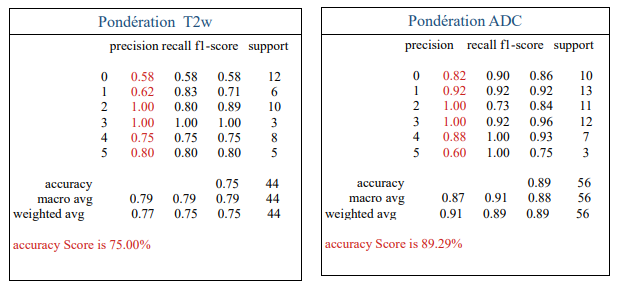 Pondération T2w
precision recall f1-score support
0 0.58 0.58 0.58 12
1 0.62 0.83 0.71 6
2 1.00 0.80 0.89 10
3 1.00 1.00 1.00 3
4 0.75 0.75 0.75 8
5 0.80 0.80 0.80 5
accuracy 0.75 44
macro avg 0.79 0.79 0.79 44
weighted avg 0.77 0.75 0.75 44
accuracy Score is 75.00%
Pondération ADC
precision recall f1-score support
0 0.82 0.90 0.86 10
1 0.92 0.92 0.92 13
2 1.00 0.73 0.84 11
3 1.00 0.92 0.96 12
4 0.88 1.00 0.93 7
5 0.60 1.00 0.75 3
accuracy 0.89 56
macro avg 0.87 0.91 0.88 56
weighted avg 0.91 0.89 0.89 56
accuracy Score is 89.29%